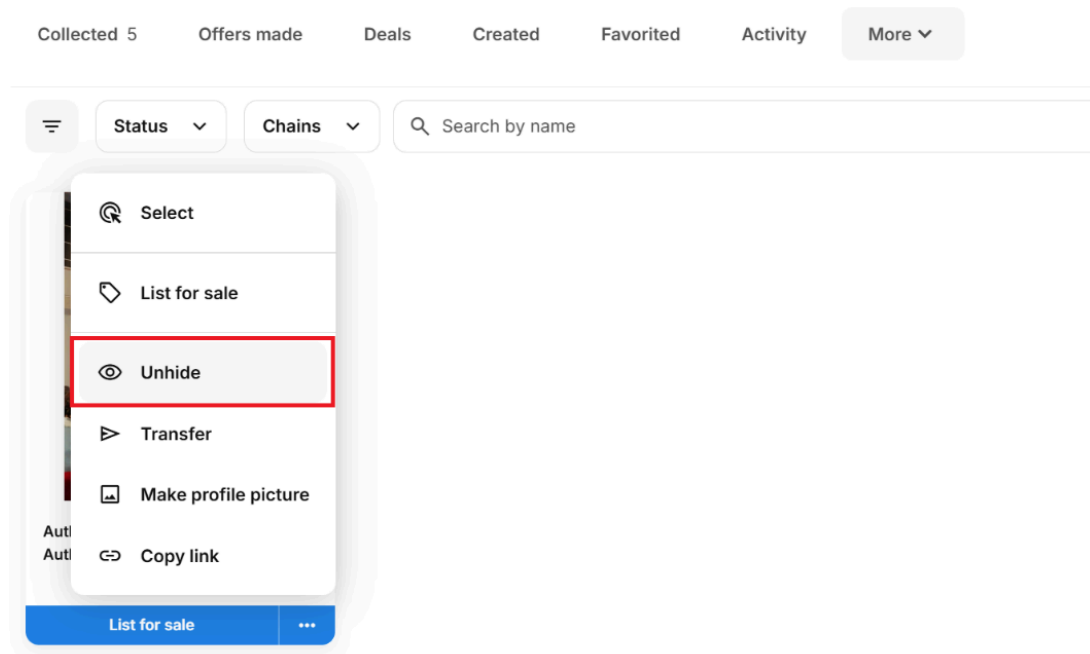 Collected 5 Offers made Deals Created Favorited Activity More
Status Chains Search by name
Select
List for sale
Unhide
Transfer
Make profile picture
Copy link
List for sale